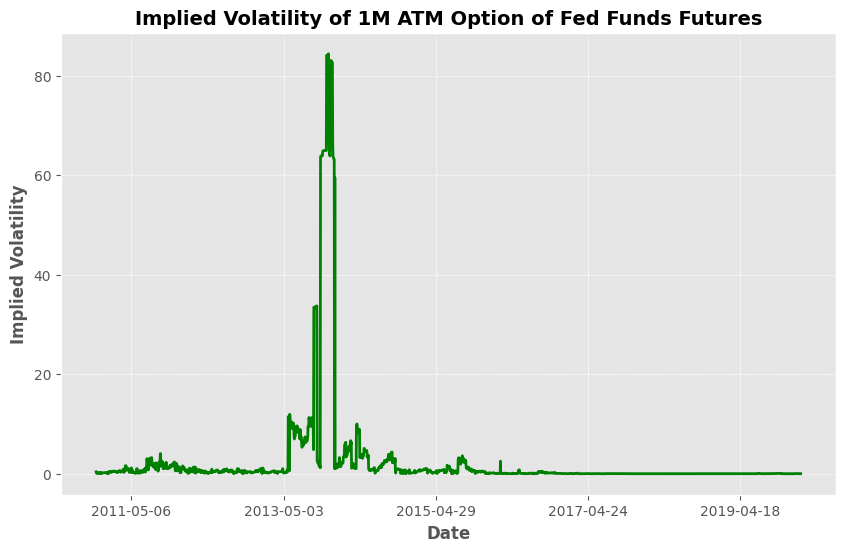 Implied Volatility of 1M ATM Option of Fed Funds Futures
Implied Volatility
80
60
40
20
0
2011-05-06 2013-05-03 2015-04-29 2017-04-24 2019-04-18
Date